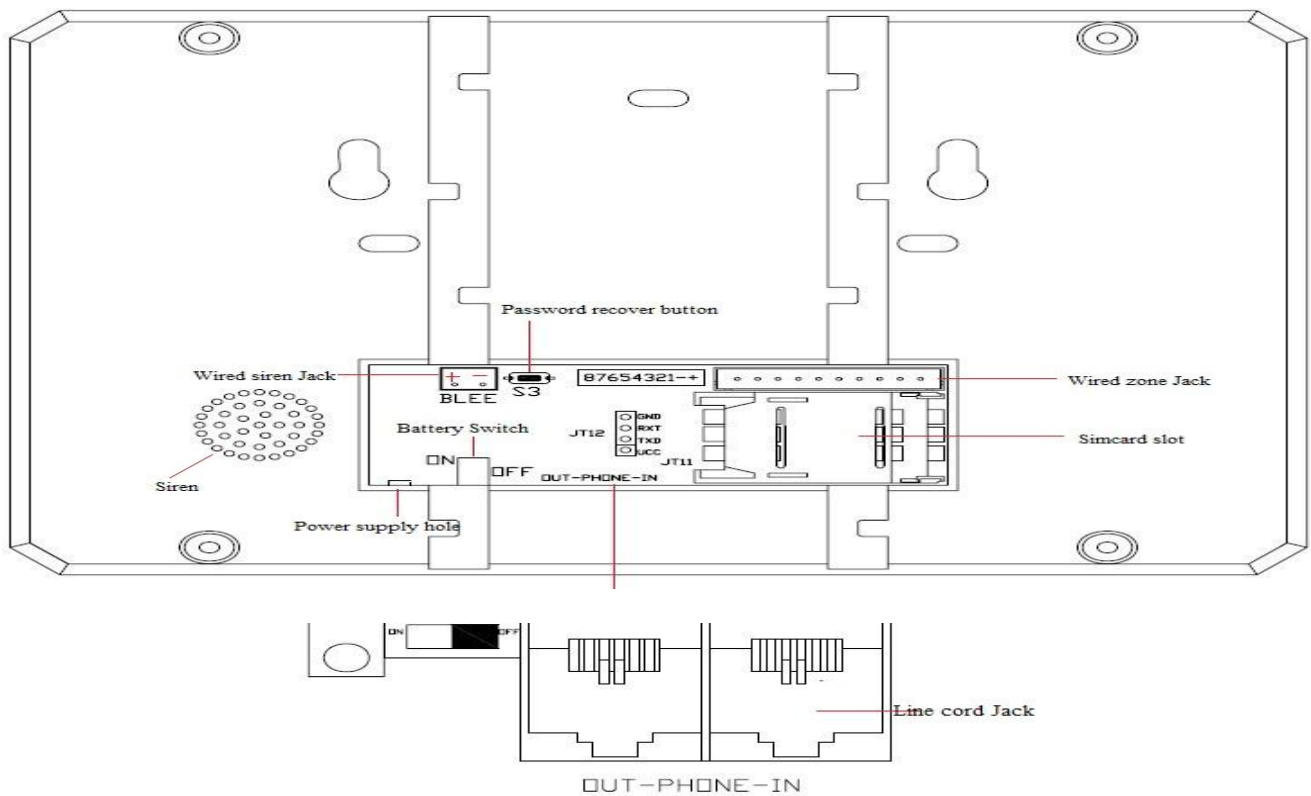 Password recover button
Wired siren Jack
+ -
87654321-+
Wired zone Jack
BLEE
S3
Battery Switch
JT12
GND
RXT
TXD
UCC
Simcard slot
ON
OFF
JT11
OUT-PHONE-IN
Siren
Power supply hole
ON
OFF
Line cord Jack
OUT-PHONE-IN